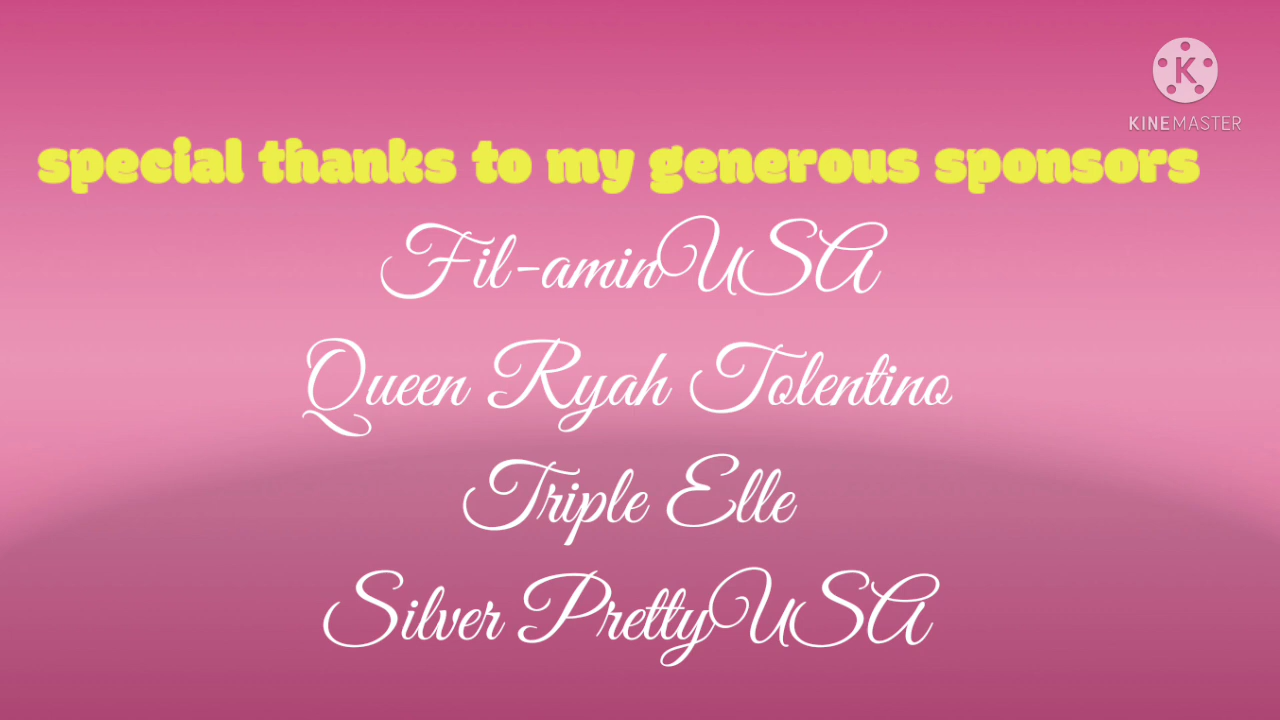 K
KINEMASTER
special thanks to my generous sponsors
Fil-aminUSA
Queen Ryah Tolentino
Triple Elle
Silver PrettyUSA